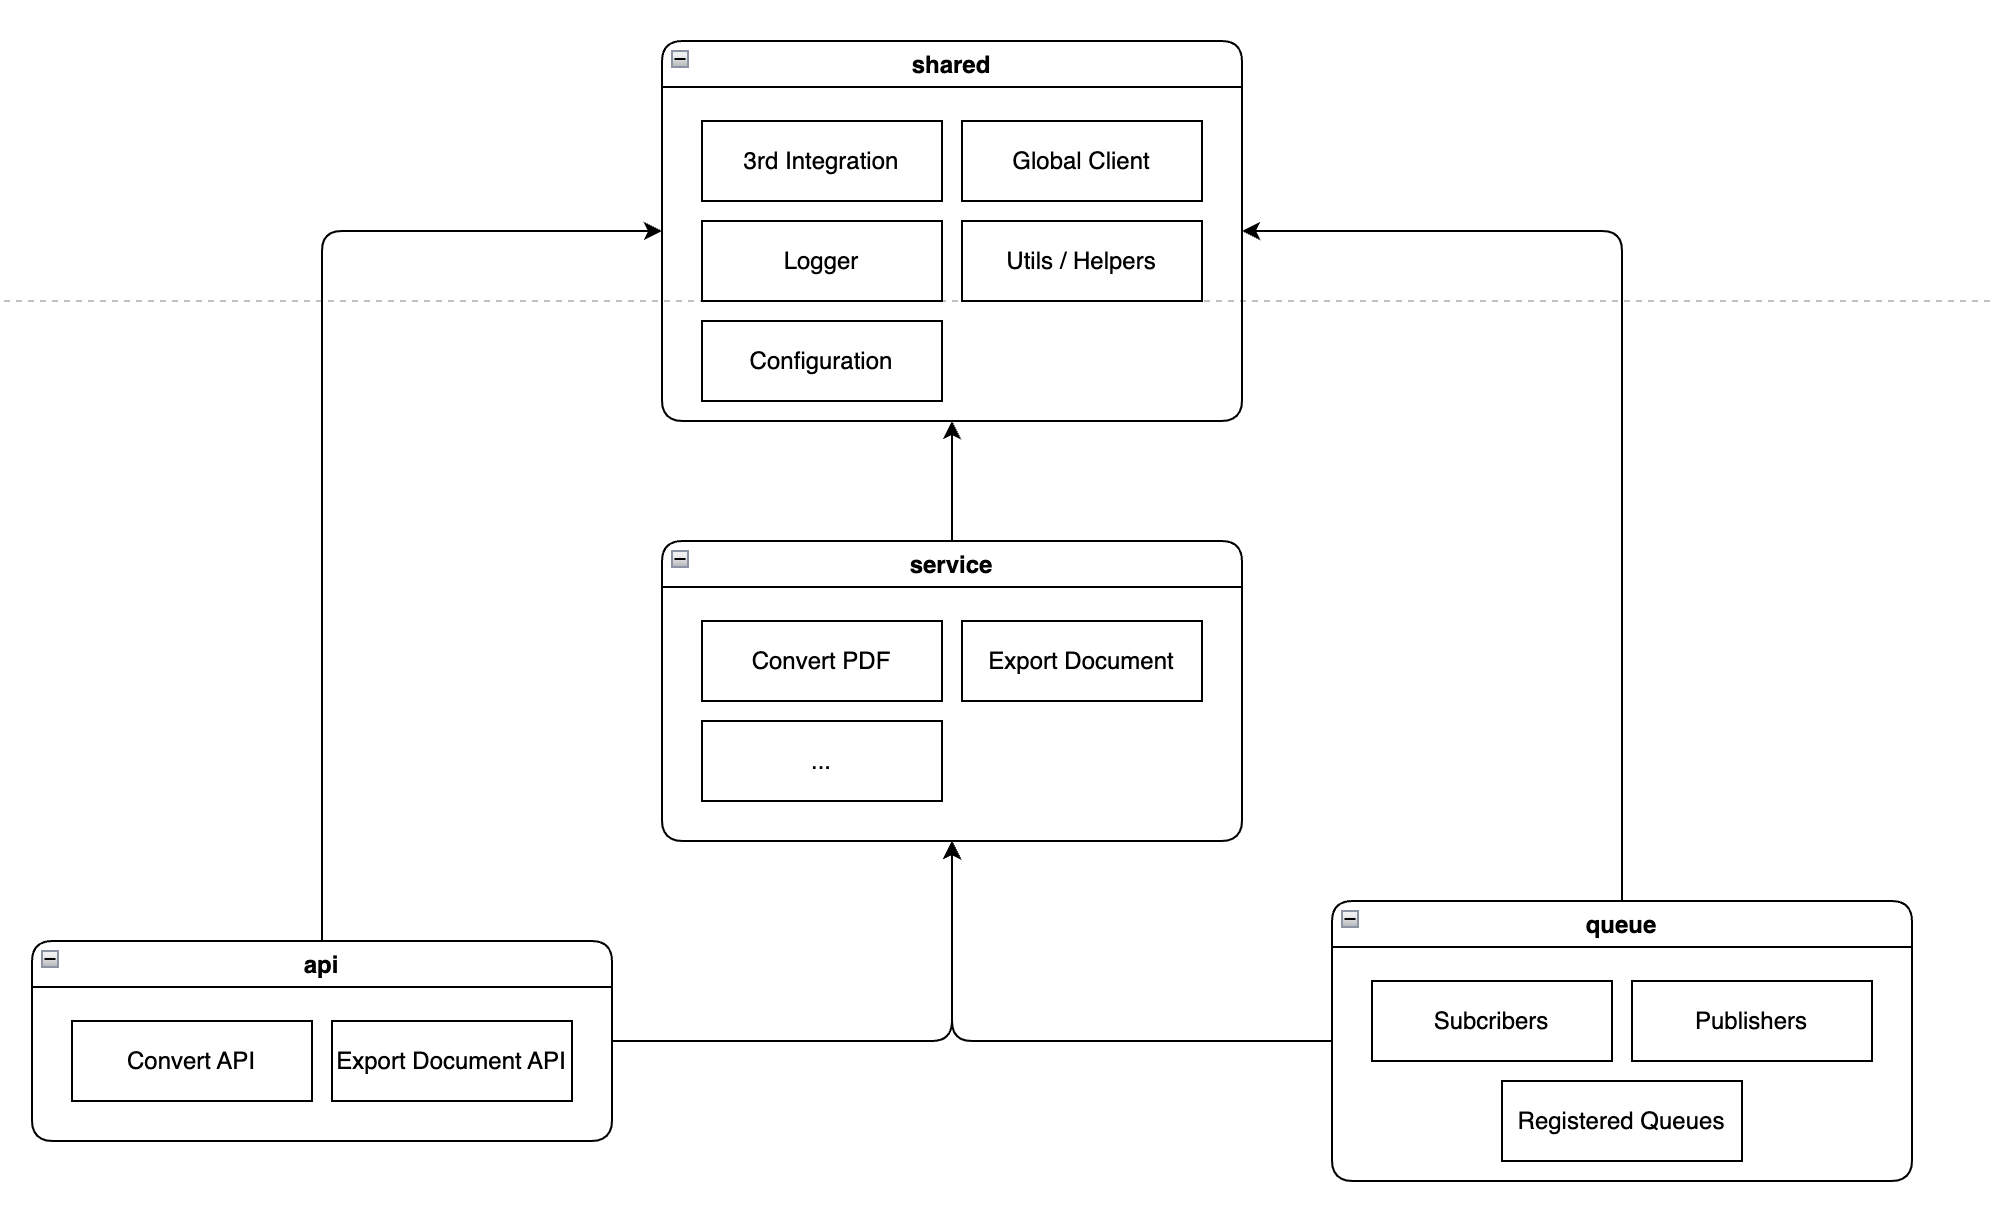 shared
3rd Integration
Global Client
Logger
Utils / Helpers
Configuration
service
Convert PDF
Export Document
...
api
Convert API
Export Document API
queue
Subcribers
Publishers
Registered Queues